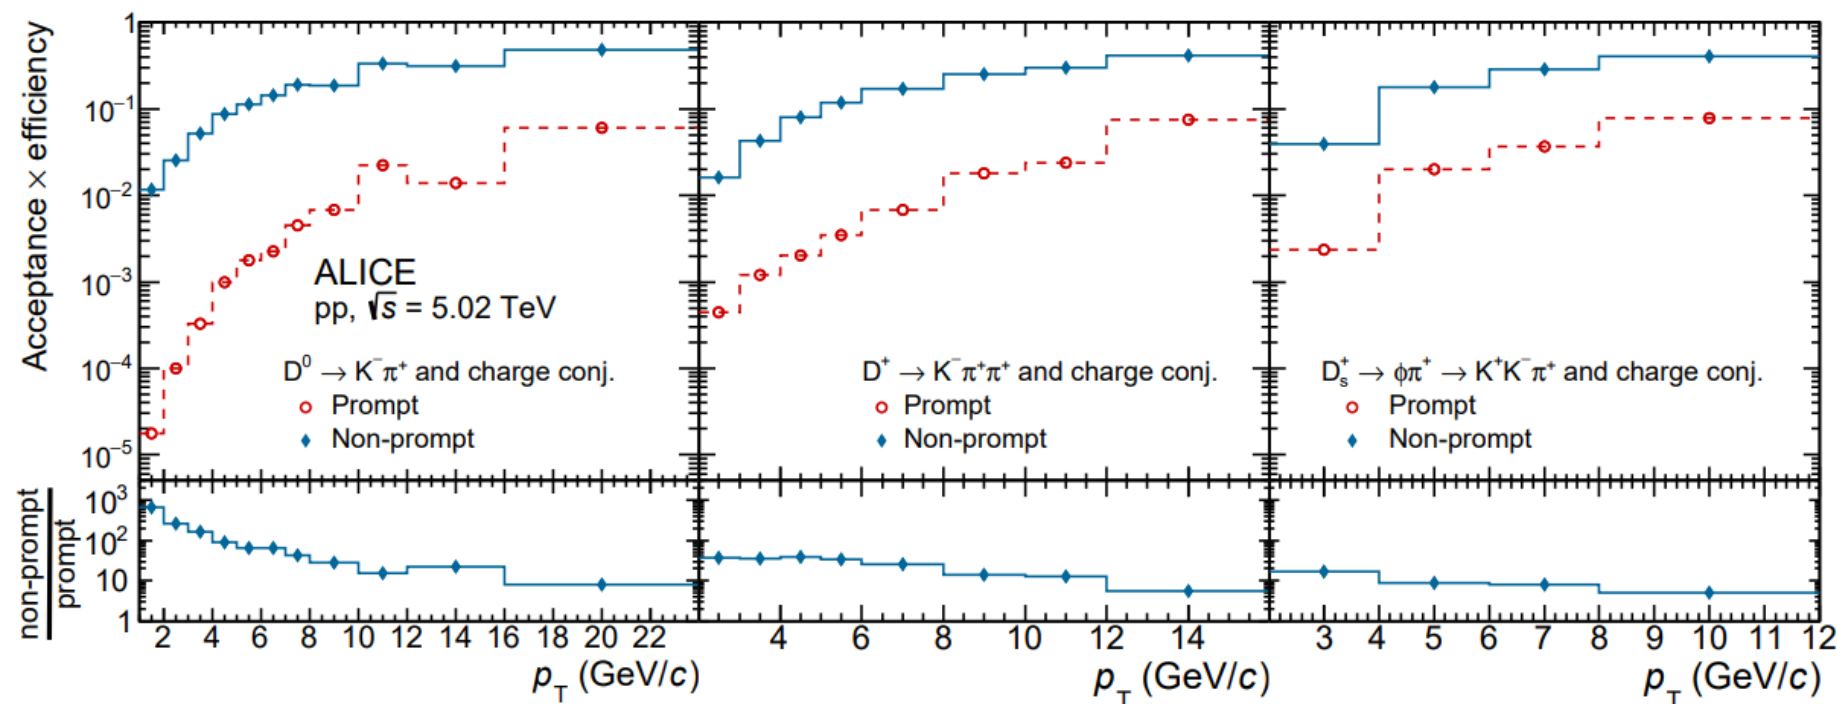 Acceptance × efficiency
1
10⁻¹
10⁻²
10⁻³
10⁻⁴
10⁻⁵
ALICE
pp, √s = 5.02 TeV
D⁰ → K⁻π⁺ and charge conj.
Prompt
Non-prompt
D⁺ → K⁻π⁺π⁺ and charge conj.
Prompt
Non-prompt
Dₛ⁺ → ϕπ⁺ → K⁺K⁻π⁺ and charge conj.
Prompt
Non-prompt
non-prompt
prompt
10³
10²
10
1
2 4 6 8 10 12 14 16 18 20 22
4 6 8 10 12 14
3 4 5 6 7 8 9 10 11 12
p_T (GeV/c)
p_T (GeV/c)
p_T (GeV/c)